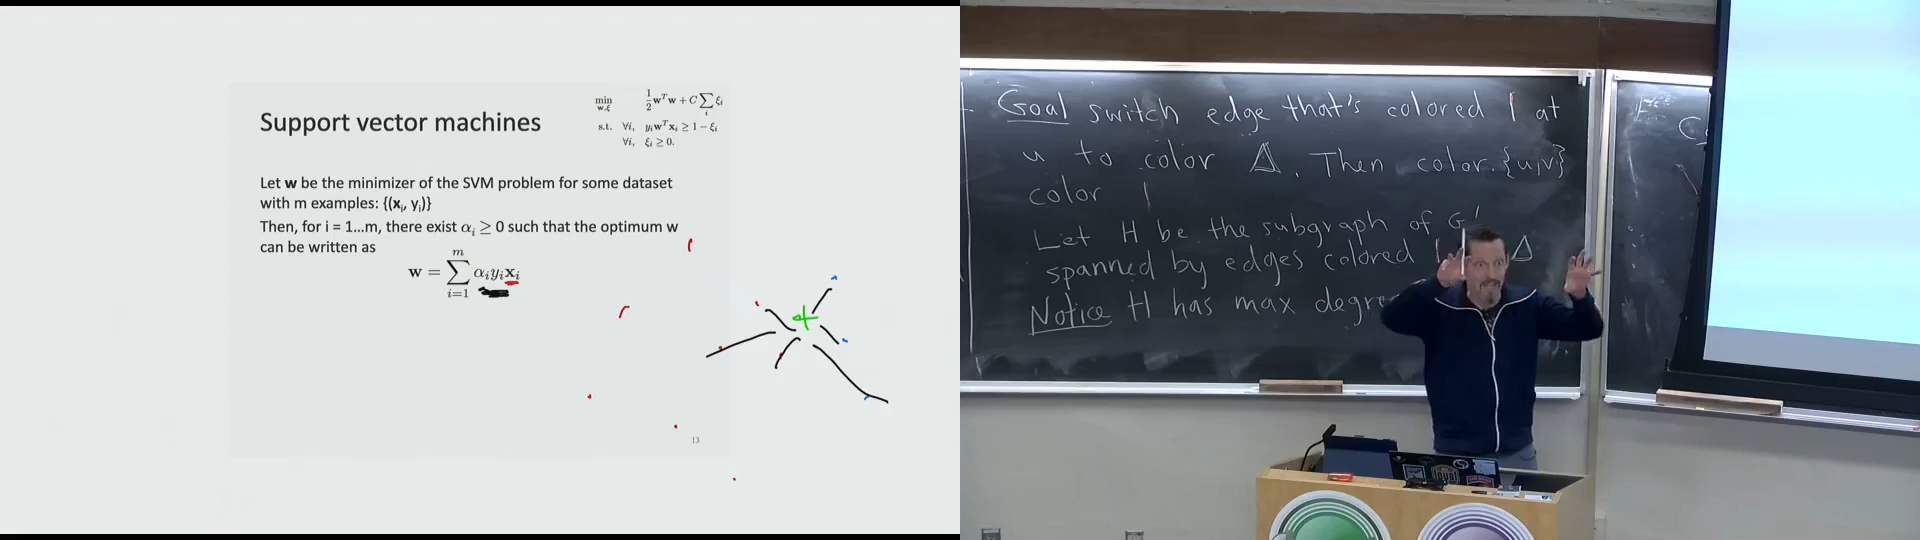 Support vector machines
min w,ξ 1/2 wᵀw + C ∑ᵢ ξᵢ
s.t. ∀i, yᵢwᵀxᵢ ≥ 1 − ξᵢ
∀i, ξᵢ ≥ 0.
Let w be the minimizer of the SVM problem for some dataset
with m examples: {(xᵢ, yᵢ)}
Then, for i = 1...m, there exist αᵢ ≥ 0 such that the optimum w
can be written as
w = ∑ᵢ₌₁ᵐ αᵢyᵢxᵢ
13
Goal switch edge that's colored 1 at
u to color Δ. Then color {u,v}
color 1
Let H be the subgraph of G'
spanned by edges colored 1 Δ
Notice H has max degre